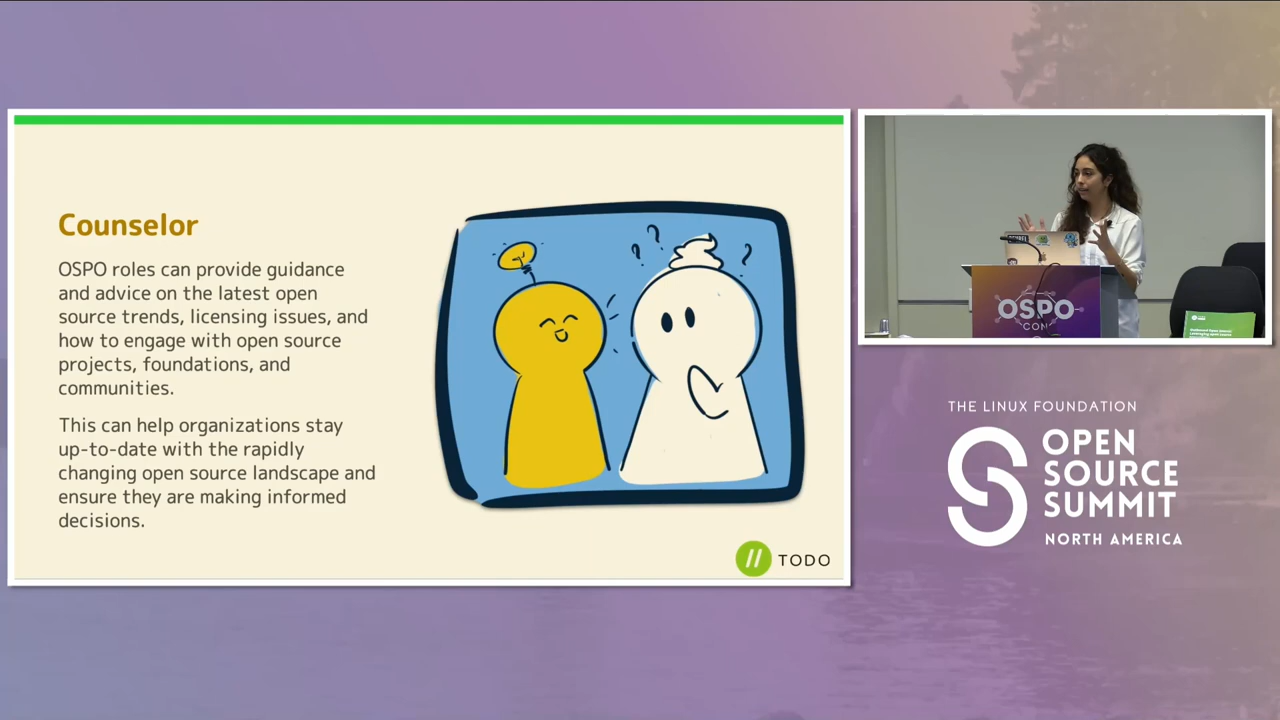 Counselor
OSPO roles can provide guidance
and advice on the latest open
source trends, licensing issues, and
how to engage with open source
projects, foundations, and
communities.
This can help organizations stay
up-to-date with the rapidly
changing open source landscape and
ensure they are making informed
decisions.
? ? ?
// TODO
OSPO
CON
THE LINUX FOUNDATION
OPEN
SOURCE
SUMMIT
NORTH AMERICA